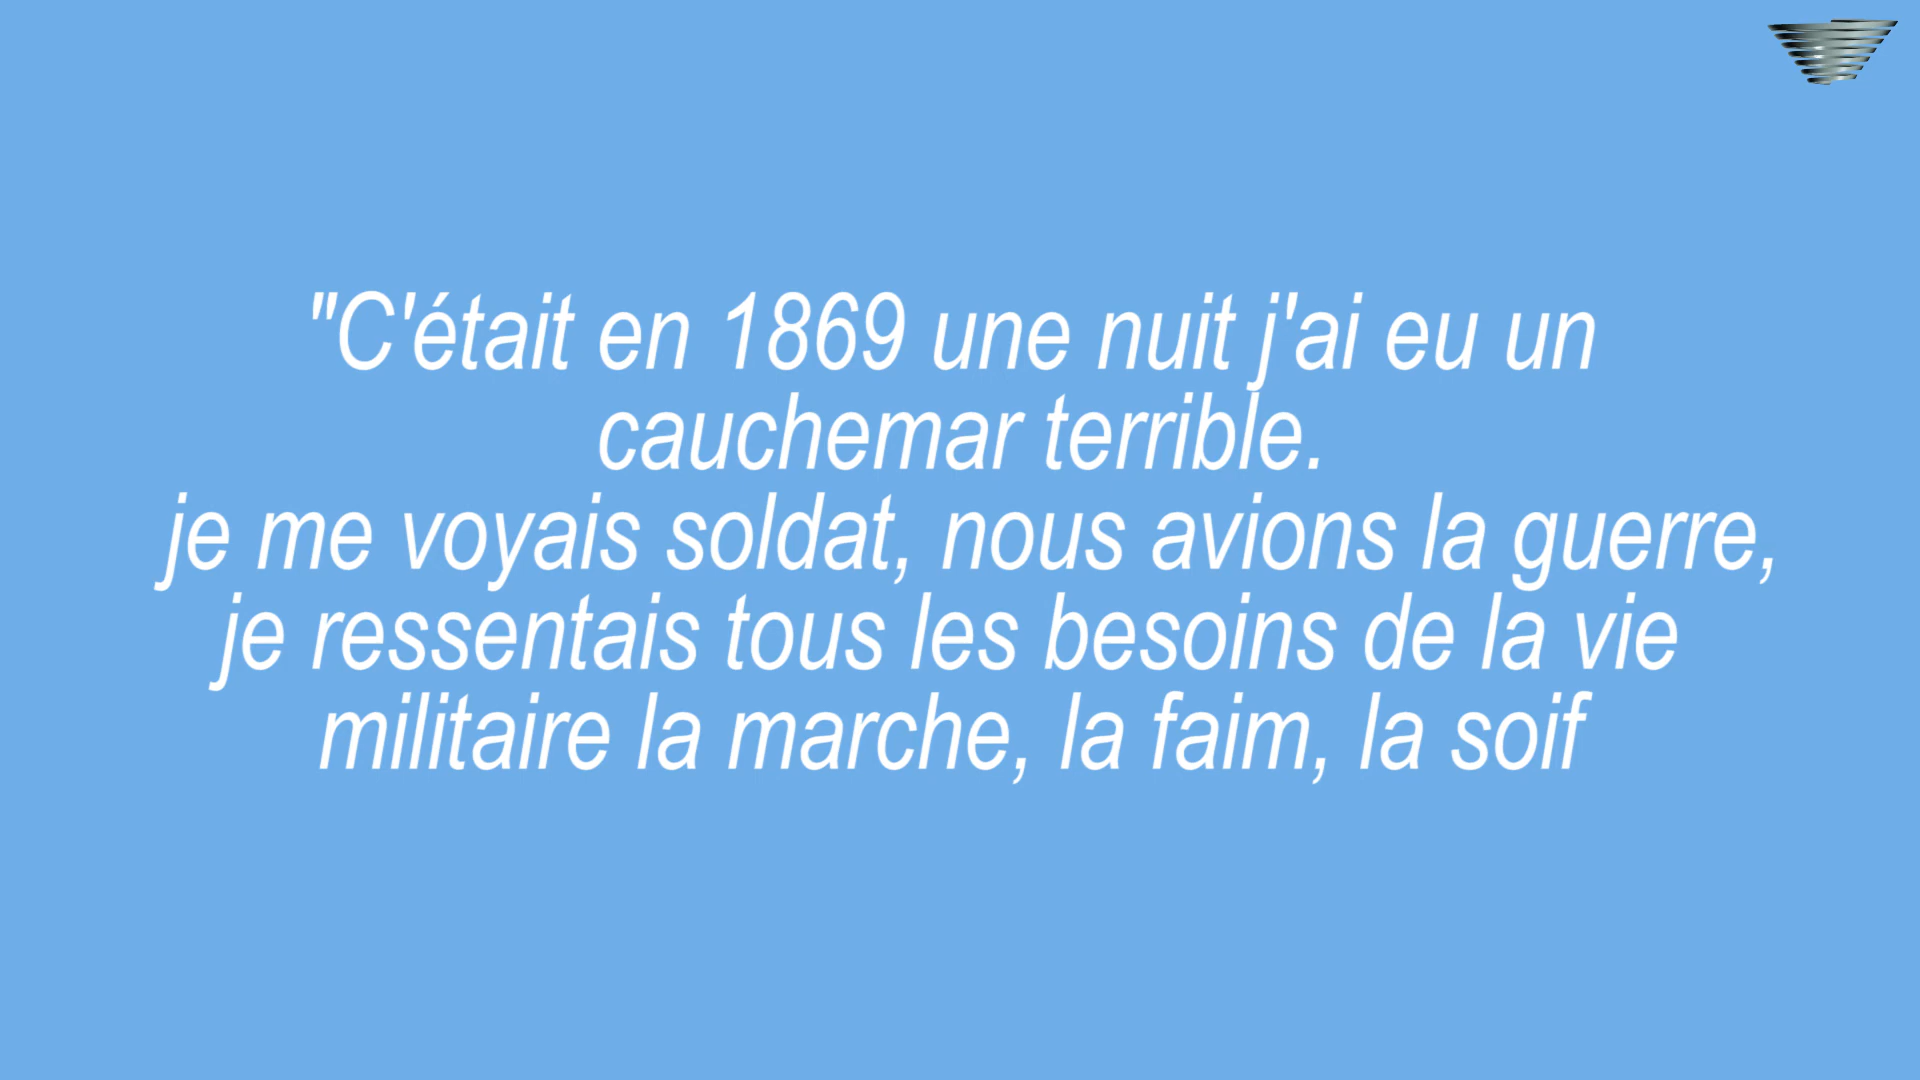 "C'était en 1869 une nuit j'ai eu un
cauchemar terrible.
je me voyais soldat, nous avions la guerre,
je ressentais tous les besoins de la vie
militaire la marche, la faim, la soif